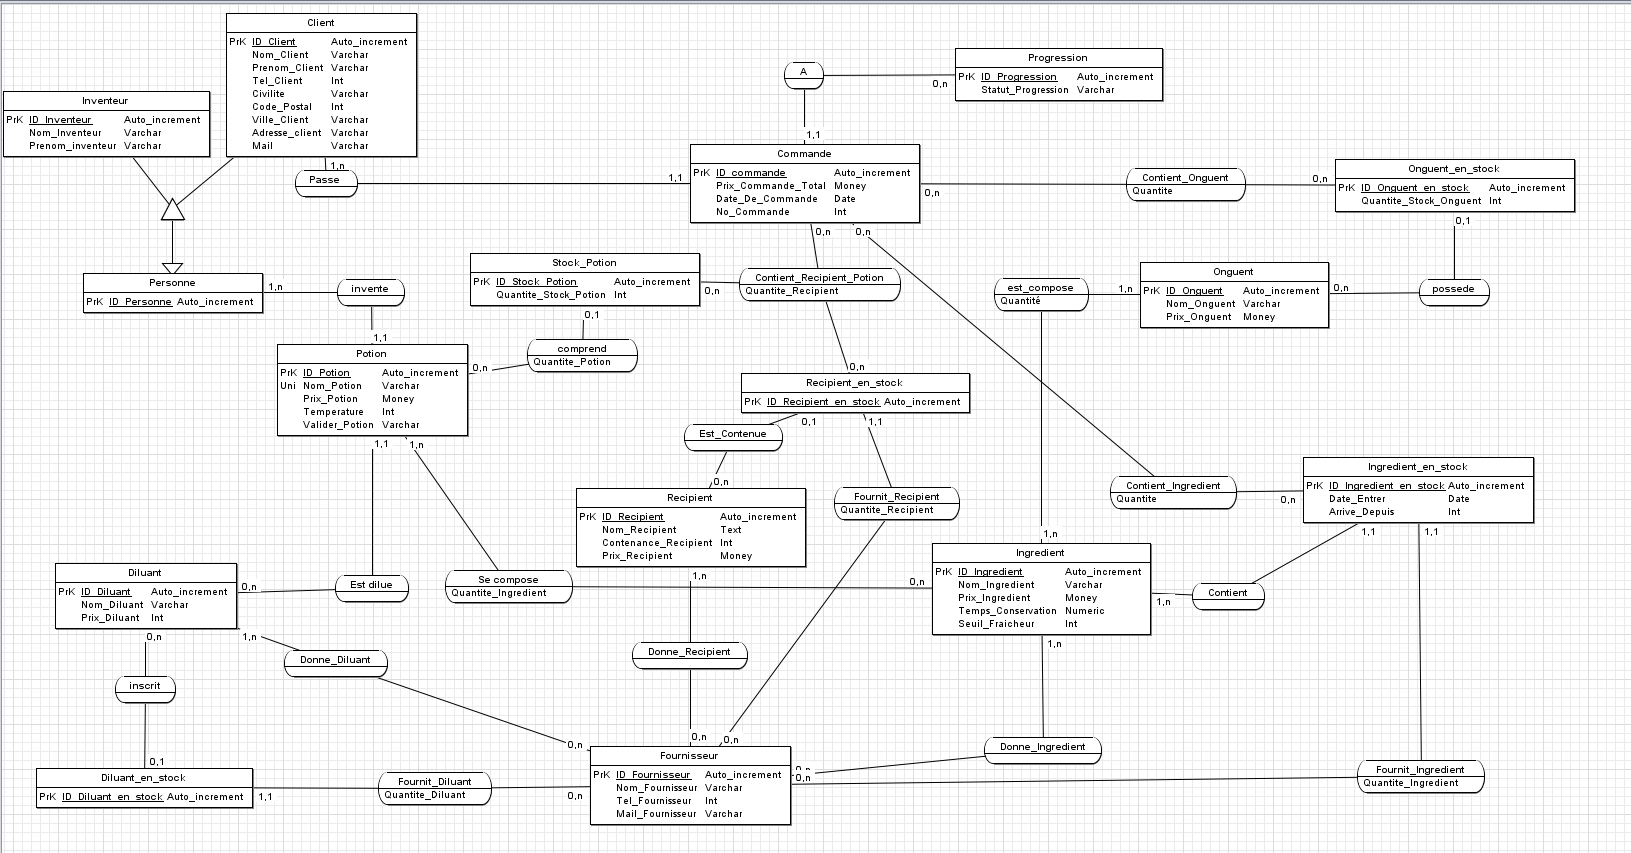 Client
PrK ID_Client Auto_increment
Nom_Client Varchar
Prenom_Client Varchar
Tel_Client Int
Civilite Varchar
Code_Postal Int
Ville_Client Varchar
Adresse_client Varchar
Mail Varchar
1,n
Inventeur
PrK ID_Inventeur Auto_increment
Nom_Inventeur Varchar
Prenom_inventeur Varchar
Passe
1,1
A
0,n
1,1
Progression
PrK ID_Progression Auto_increment
Statut_Progression Varchar
Commande
PrK ID_commande Auto_increment
Prix_Commande_Total Money
Date_De_Commande Date
No_Commande Int
0,n
0,n
0,n
Contient_Onguent
Quantite
0,n
Onguent_en_stock
PrK ID_Onguent_en_stock Auto_increment
Quantite_Stock_Onguent Int
0,1
Personne
PrK ID_Personne Auto_increment
1,n
invente
1,1
Stock_Potion
PrK ID_Stock_Potion Auto_increment
Quantite_Stock_Potion Int
0,n
0,1
Contient_Recipient_Potion
Quantite_Recipient
0,n
est_compose
Quantité
1,n
1,n
Onguent
PrK ID_Onguent Auto_increment
Nom_Onguent Varchar
Prix_Onguent Money
0,n
possede
comprend
Quantite_Potion
0,n
Potion
PrK ID_Potion Auto_increment
Uni Nom_Potion Varchar
Prix_Potion Money
Temperature Int
Valider_Potion Varchar
1,1
1,n
Recipient_en_stock
PrK ID_Recipient_en_stock Auto_increment
0,1
1,1
Est_Contenue
0,n
Recipient
PrK ID_Recipient Auto_increment
Nom_Recipient Text
Contenance_Recipient Int
Prix_Recipient Money
1,n
Fournit_Recipient
Quantite_Recipient
Contient_Ingredient
Quantite
0,n
Ingredient_en_stock
PrK ID_Ingredient_en_stock Auto_increment
Date_Entrer Date
Arrive_Depuis Int
1,1
1,1
Diluant
PrK ID_Diluant Auto_increment
Nom_Diluant Varchar
Prix_Diluant Int
0,n
0,n
1,n
Est dilue
Se compose
Quantite_Ingredient
0,n
Ingredient
PrK ID_Ingredient Auto_increment
Nom_Ingredient Varchar
Prix_Ingredient Money
Temps_Conservation Numeric
Seuil_Fraicheur Int
1,n
1,n
Contient
inscrit
0,1
Donne_Diluant
0,n
Donne_Recipient
0,n
0,n
Donne_Ingredient
0,n
0,n
Diluant_en_stock
PrK ID_Diluant_en_stock Auto_increment
1,1
Fournit_Diluant
Quantite_Diluant
0,n
Fournisseur
PrK ID_Fournisseur Auto_increment
Nom_Fournisseur Varchar
Tel_Fournisseur Int
Mail_Fournisseur Varchar
Fournit_Ingredient
Quantite_Ingredient